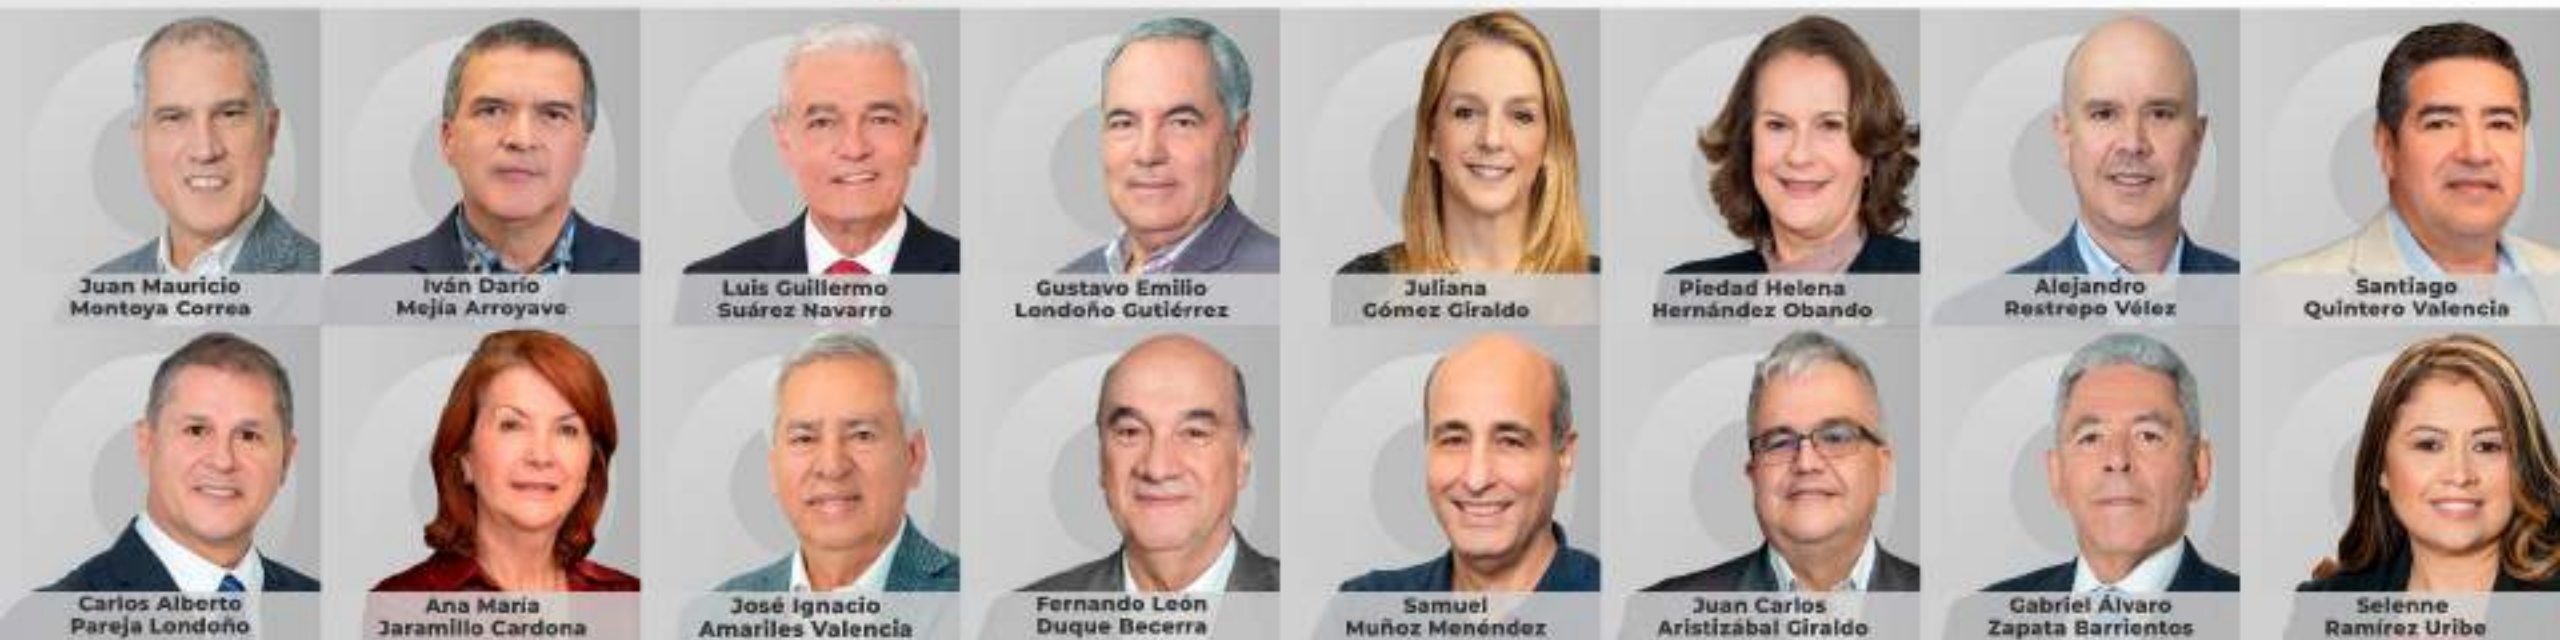 Juan Mauricio
Montoya Correa
Iván Darío
Mejía Arroyave
Luis Guillermo
Suárez Navarro
Gustavo Emilio
Londoño Gutiérrez
Juliana
Gómez Giraldo
Piedad Helena
Hernández Obando
Alejandro
Restrepo Vélez
Santiago
Quintero Valencia
Carlos Alberto
Pareja Londoño
Ana María
Jaramillo Cardona
José Ignacio
Amariles Valencia
Fernando León
Duque Becerra
Samuel
Muñoz Menéndez
Juan Carlos
Aristizábal Giraldo
Gabriel Álvaro
Zapata Barrientos
Selenne
Ramírez Uribe